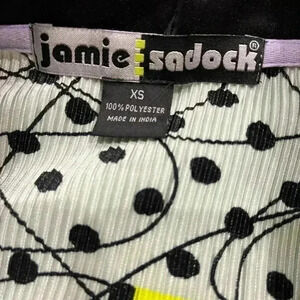 jamie sadock®
XS
100% POLYESTER
MADE IN INDIA